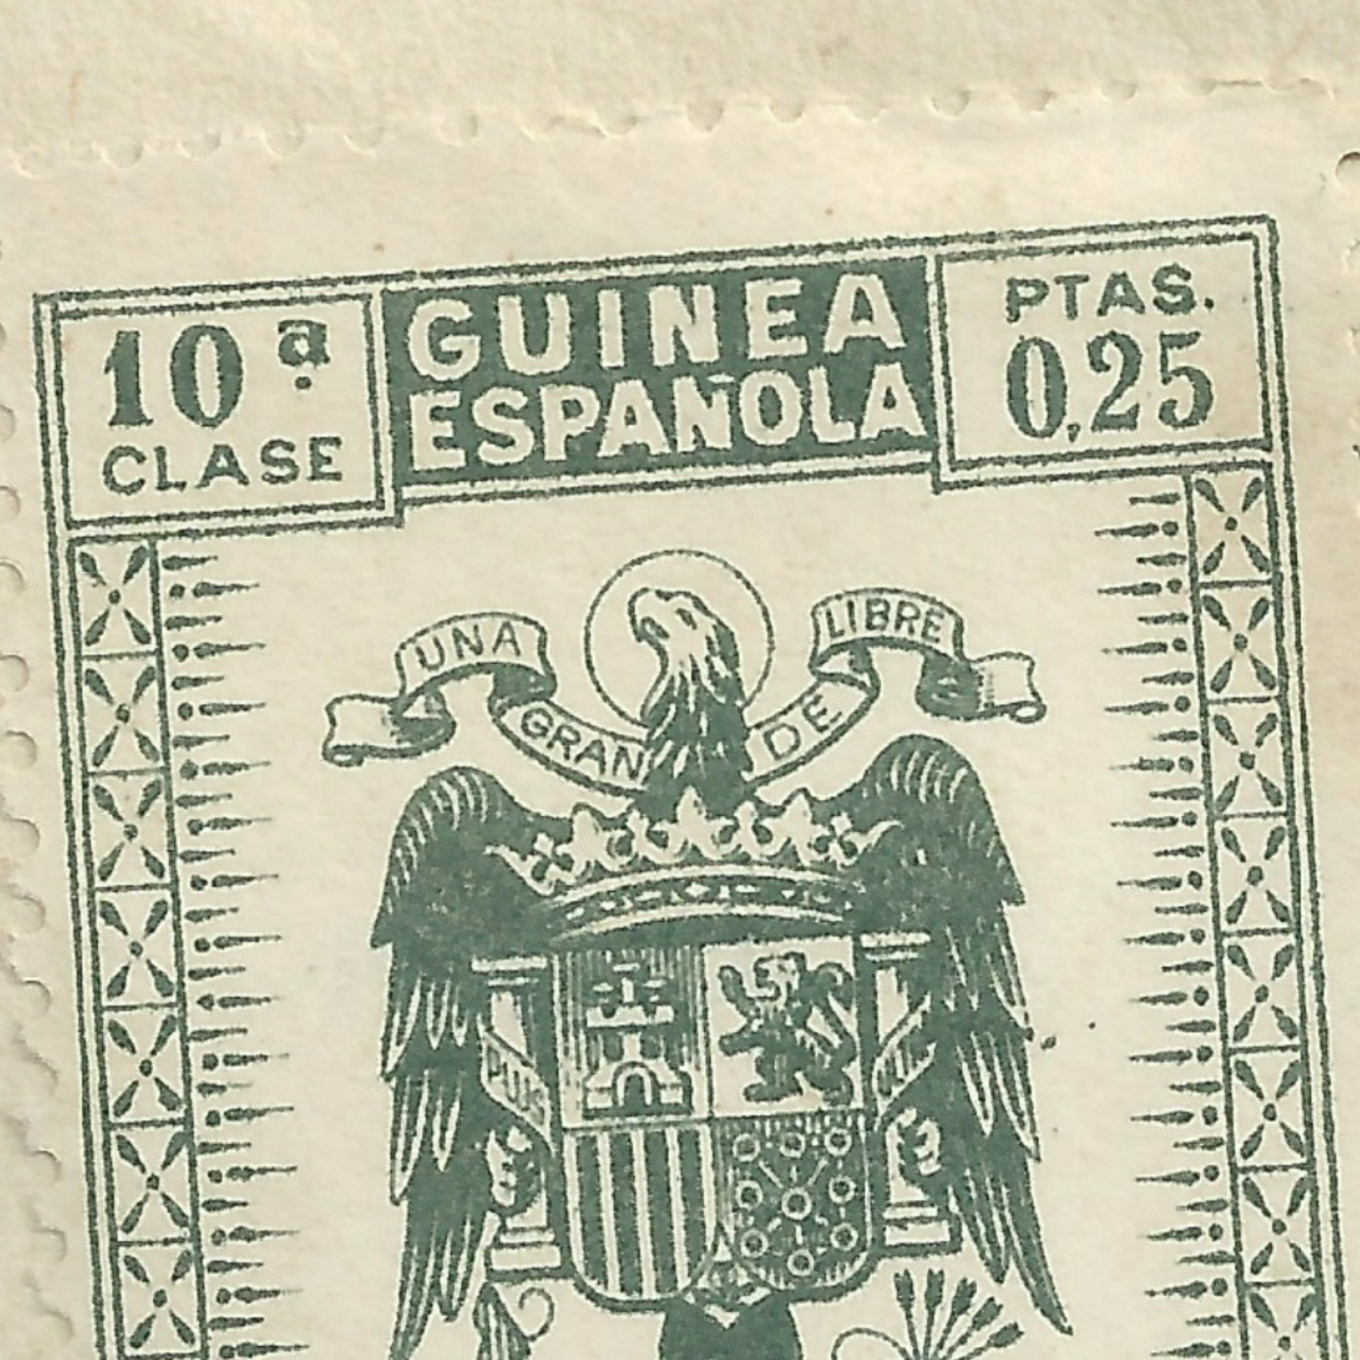 10ª
CLASE
GUINEA
ESPAÑOLA
PTAS.
0,25
UNA
GRANDE
LIBRE
PLUS